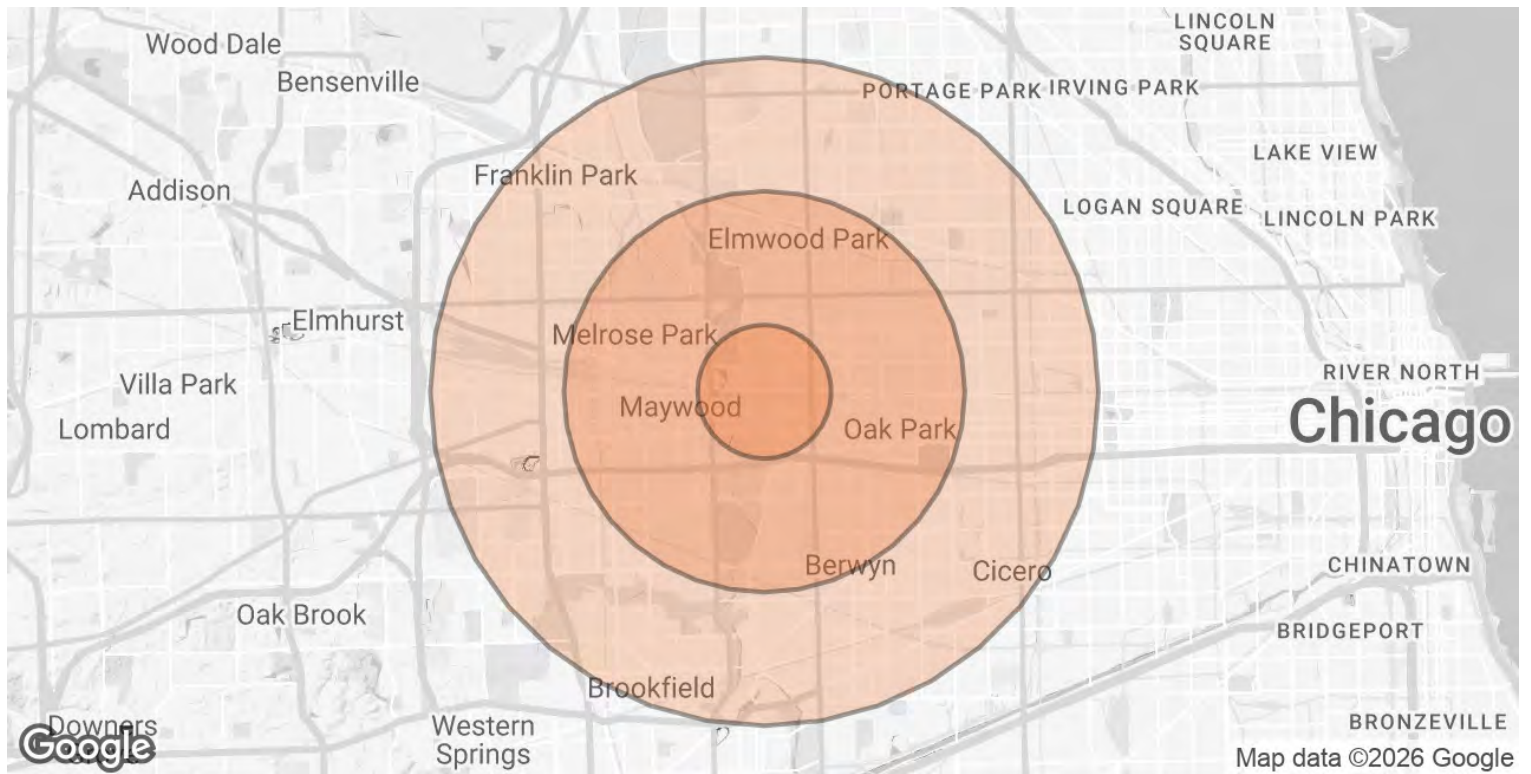 LINCOLN
SQUARE
Wood Dale
Bensenville
PORTAGE PARK
IRVING PARK
LAKE VIEW
Franklin Park
Addison
LOGAN SQUARE
LINCOLN PARK
Elmwood Park
Elmhurst
Melrose Park
RIVER NORTH
Villa Park
Maywood
Chicago
Lombard
Oak Park
Berwyn
Cicero
CHINATOWN
Oak Brook
BRIDGEPORT
Brookfield
Downers
Western
Springs
BRONZEVILLE
Google
Map data ©2026 Google